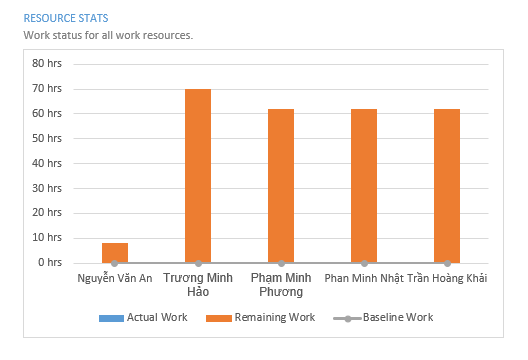 RESOURCE STATS
Work status for all work resources.
80 hrs
70 hrs
60 hrs
50 hrs
40 hrs
30 hrs
20 hrs
10 hrs
0 hrs
Nguyễn Văn An
Trương Minh
Hảo
Phạm Minh
Phương
Phan Minh Nhật
Trần Hoàng Khải
Actual Work
Remaining Work
Baseline Work